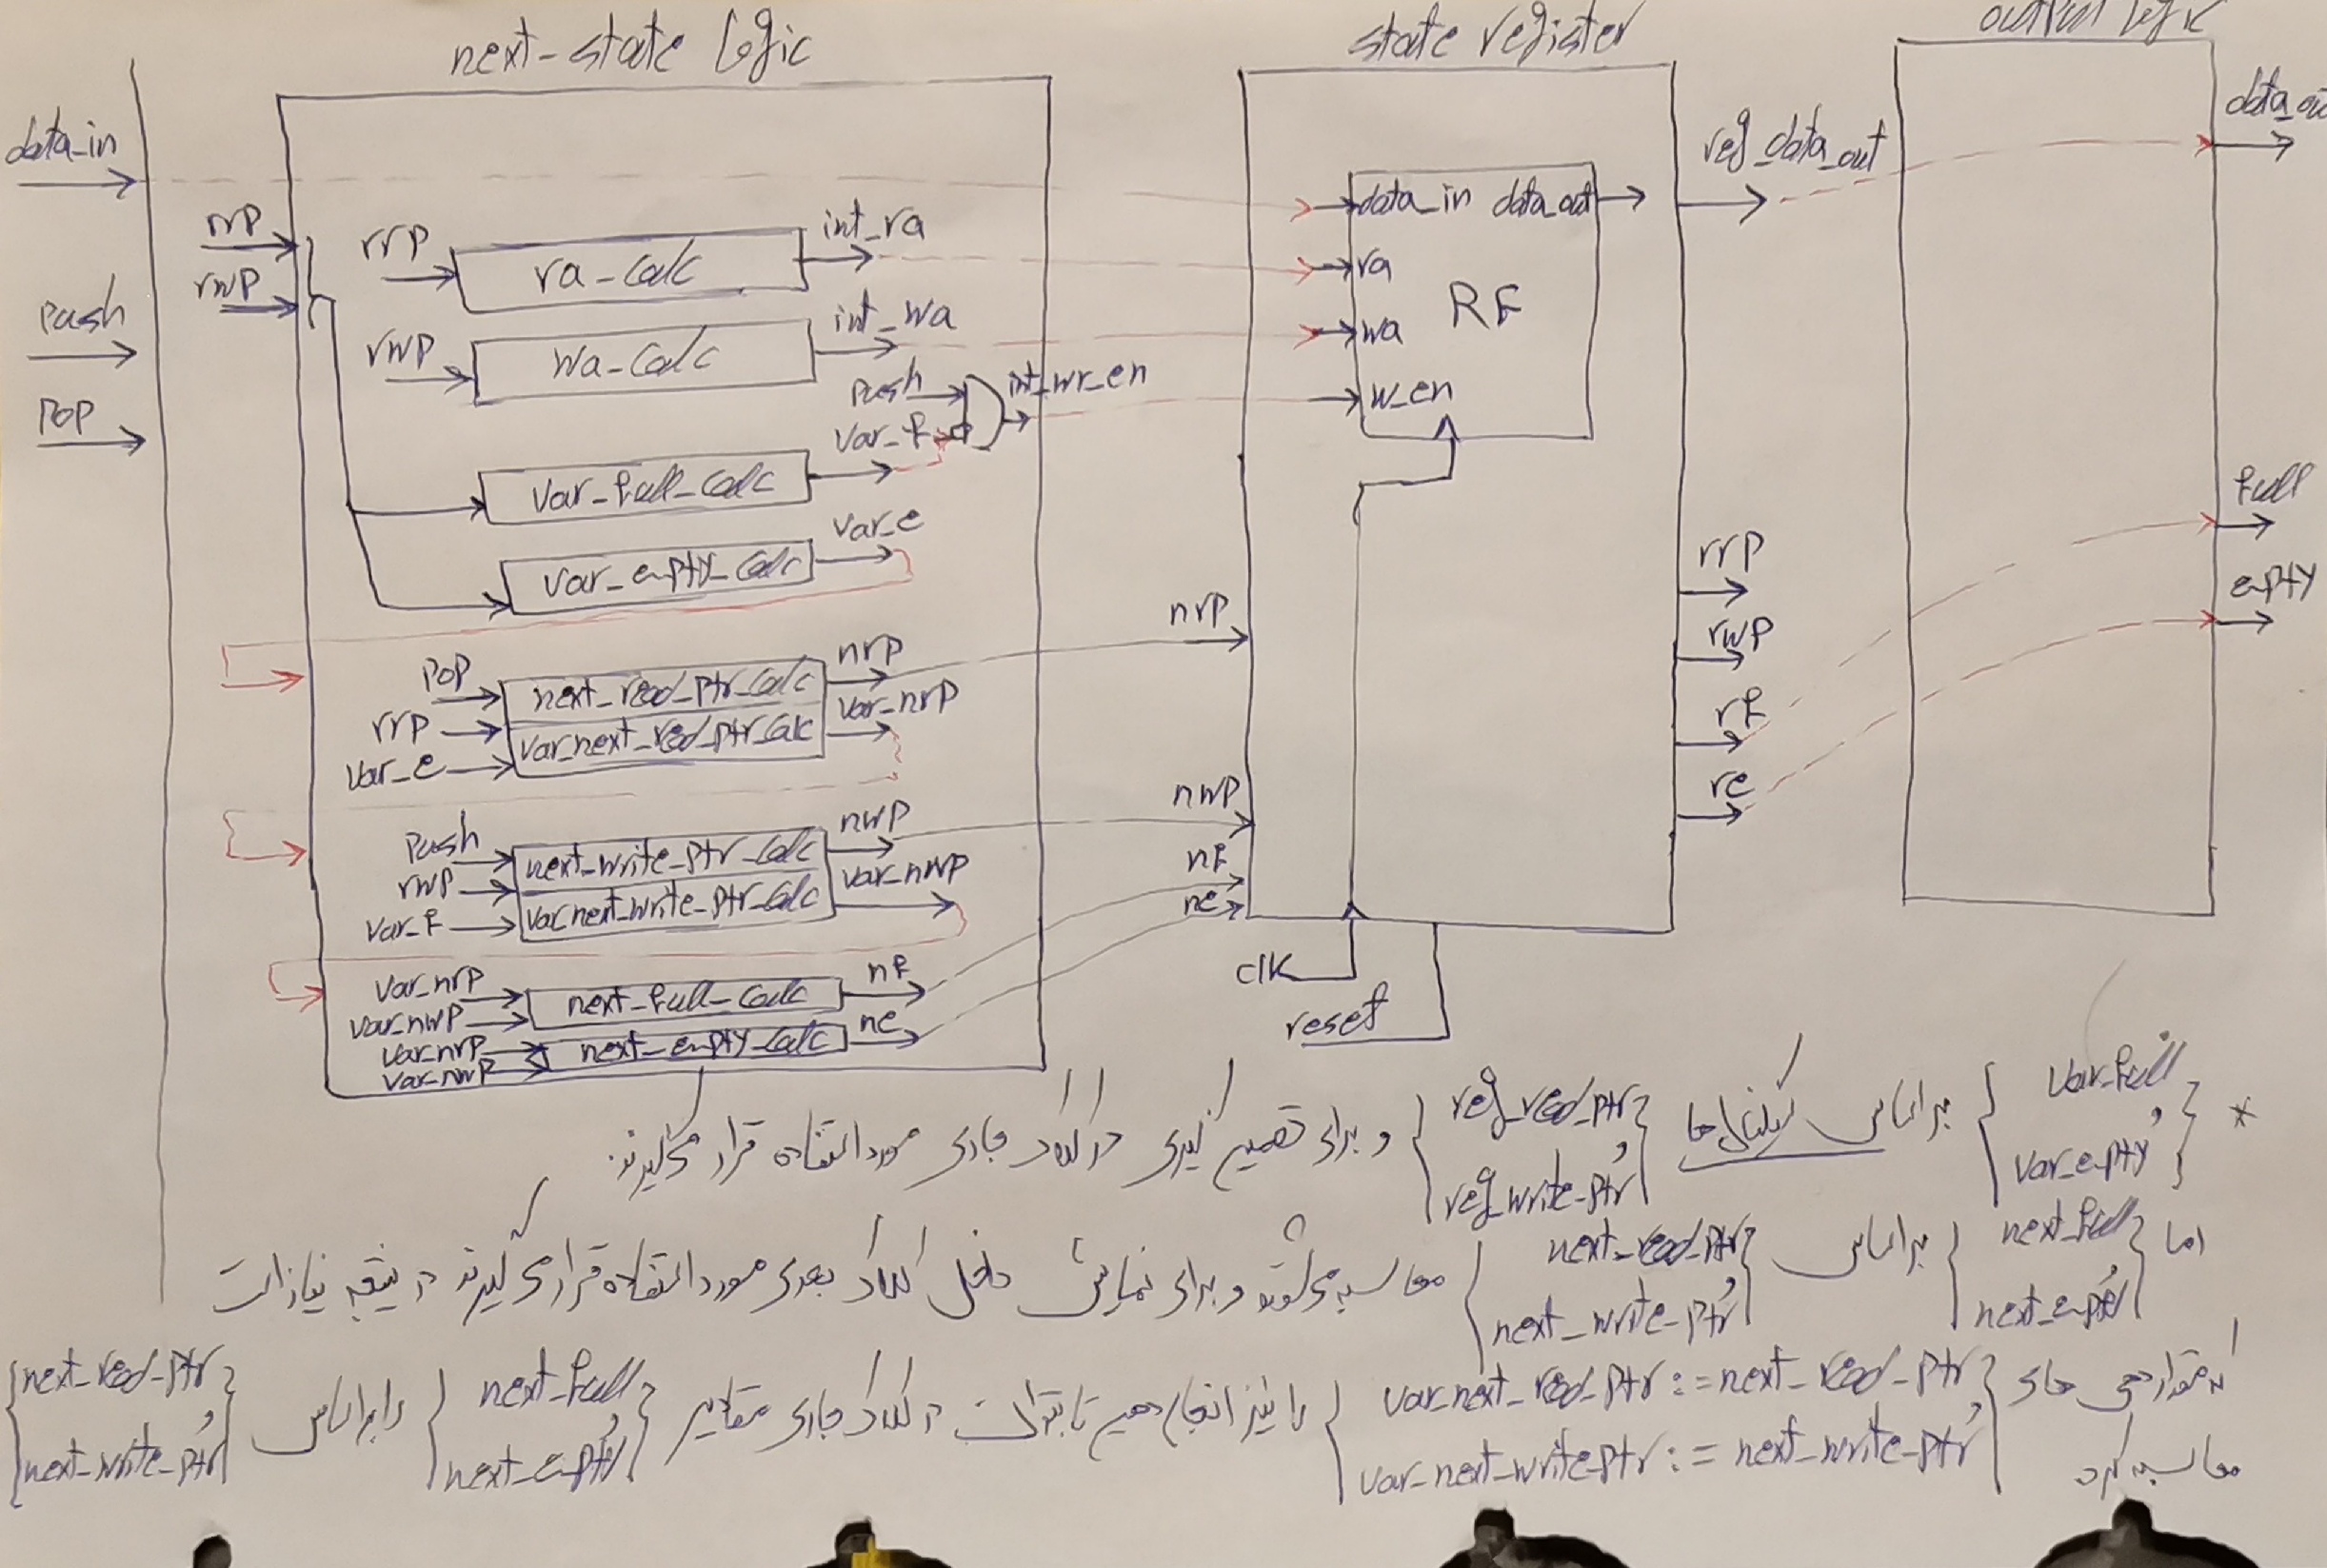 next-state logic
state register
output logic
data_in
push
pop
rrp
rwp
rrp
ra-calc
int_ra
rwp
wa-calc
int_wa
push
var_f
int_wr_en
var-full-calc
var_e
var_empty_calc
pop
rrp
var_e
next_read_ptr_calc
var_next_read_ptr_calc
nrp
var_nrp
push
rwp
var_f
next_write_ptr_calc
var_next_write_ptr_calc
nwp
var_nwp
var_nrp
var_nwp
next_full_calc
nf
var_nrp
var_nwp
next_empty_calc
ne
nrp
nwp
nf
ne
data_in data_out
ra
RF
wa
w_en
clk
reset
reg_data_out
rrp
rwp
rf
re
data_out
full
empty
* {var_full و var_empty} براساس سیگنال‌ها {reg_read_ptr و reg_write_ptr} و برای تصمیم گیری در کلاک جاری مورد استفاده قرار می‌گیرند.
اما {next_full و next_empty} براساس {next_read_ptr و next_write_ptr} محاسبه می‌شوند و برای نمایش داخل کلاک بعدی مورد استفاده قرار می‌گیرند در نتیجه نیاز است
که مقداردهی های {var_next_read_ptr := next_read_ptr و var_next_write_ptr := next_write_ptr} را نیز انجام دهیم تا بتوان در کلاک جاری مقادیر {next_full و next_empty} را براساس {next_read_ptr و next_write_ptr}
محاسبه کرد